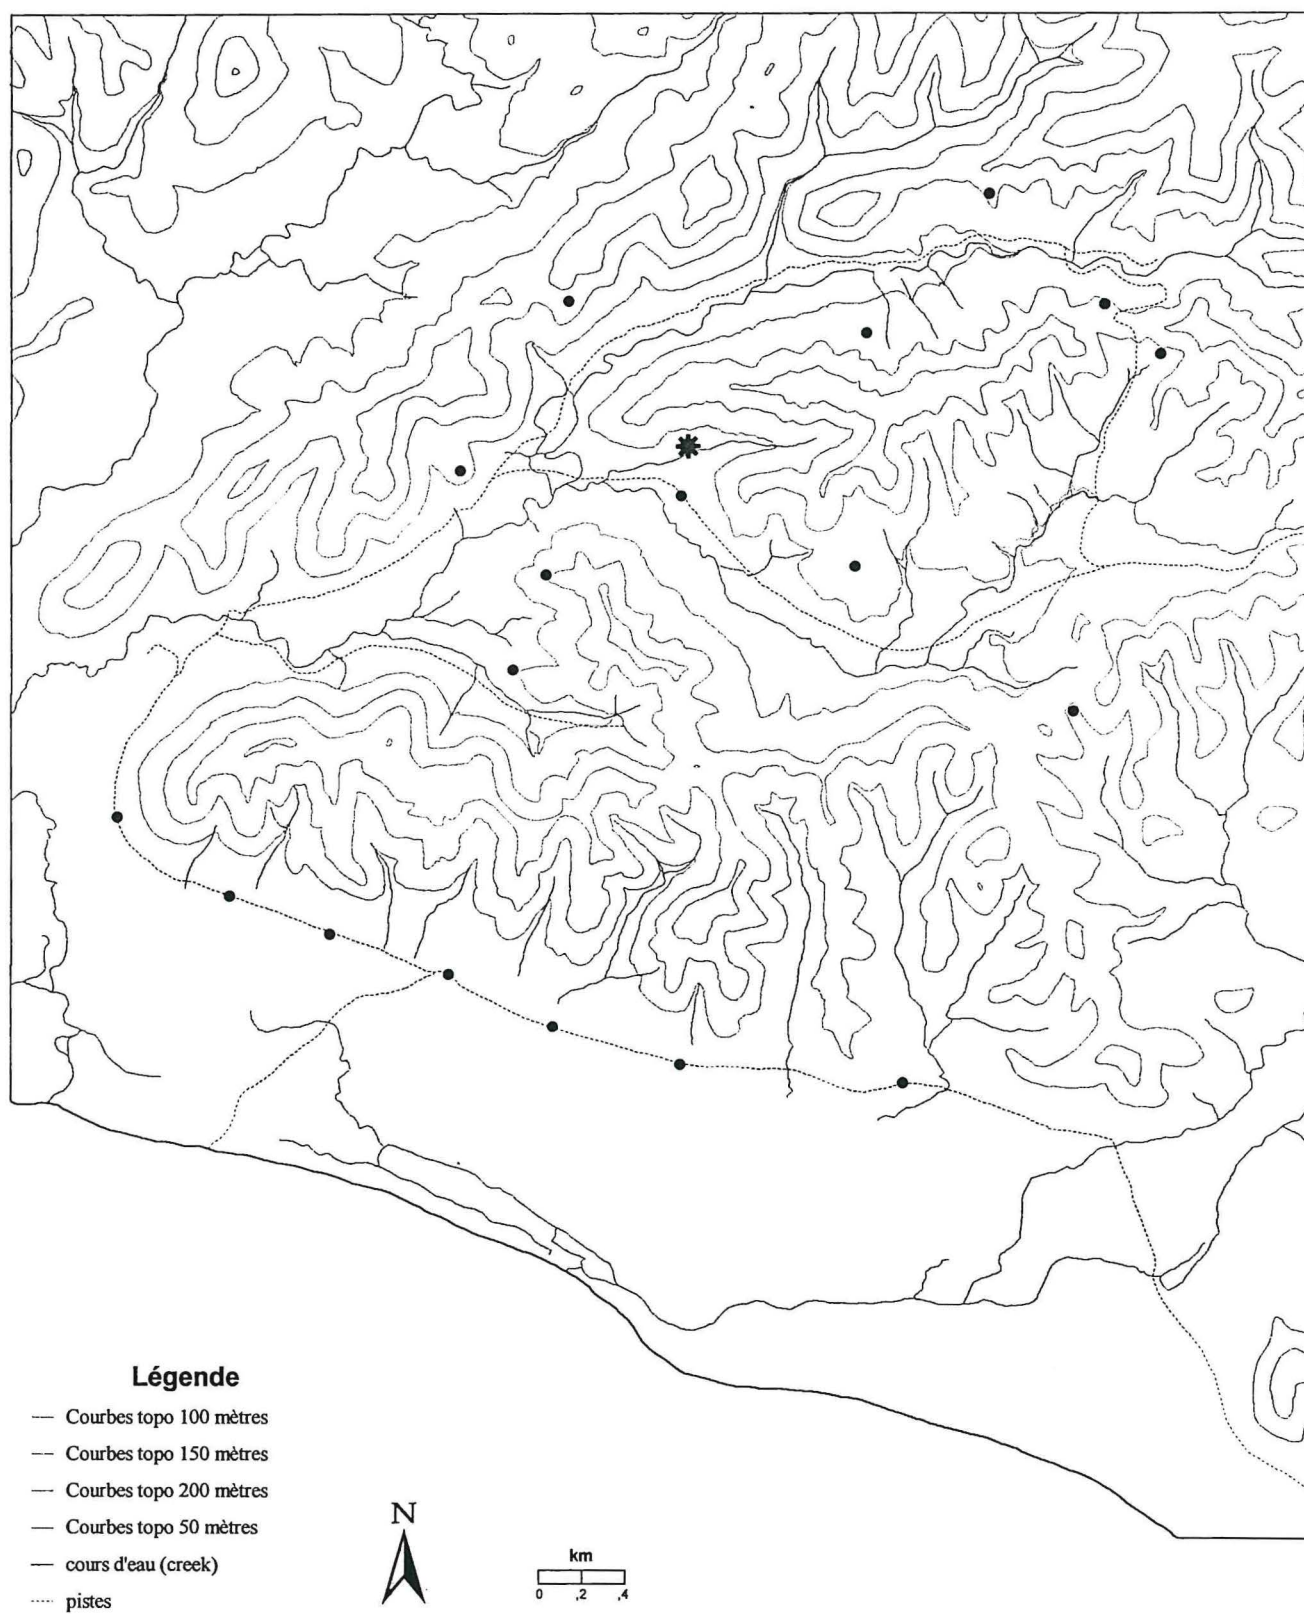 Légende
Courbes topo 100 mètres
Courbes topo 150 mètres
Courbes topo 200 mètres
Courbes topo 50 mètres
cours d'eau (creek)
pistes
N
km
0 ,2 ,4